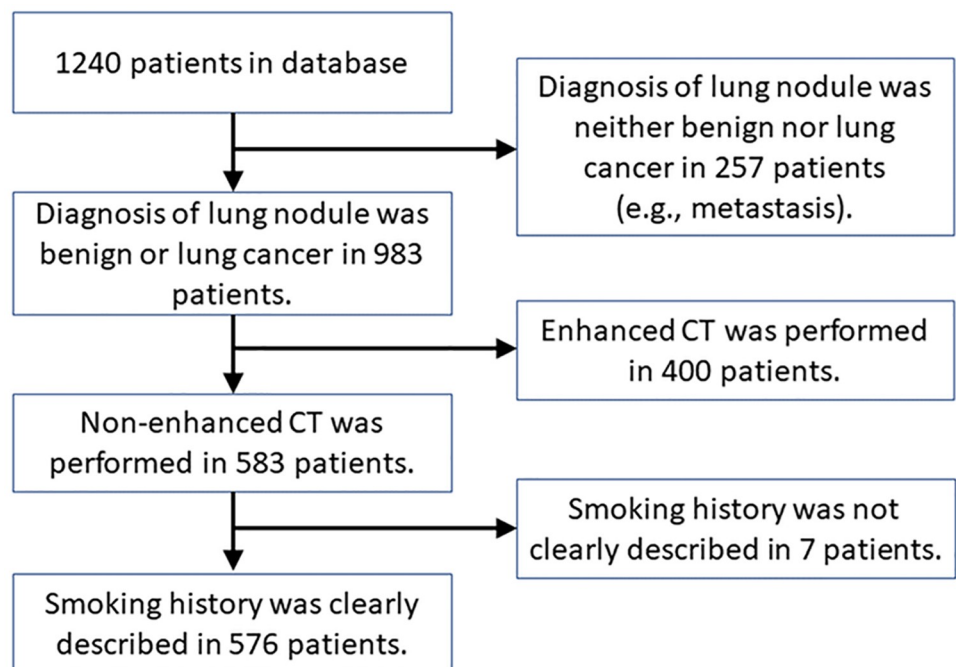 1240 patients in database
Diagnosis of lung nodule was
neither benign nor lung
cancer in 257 patients
(e.g., metastasis).
Diagnosis of lung nodule was
benign or lung cancer in 983
patients.
Enhanced CT was performed
in 400 patients.
Non-enhanced CT was
performed in 583 patients.
Smoking history was not
clearly described in 7 patients.
Smoking history was clearly
described in 576 patients.